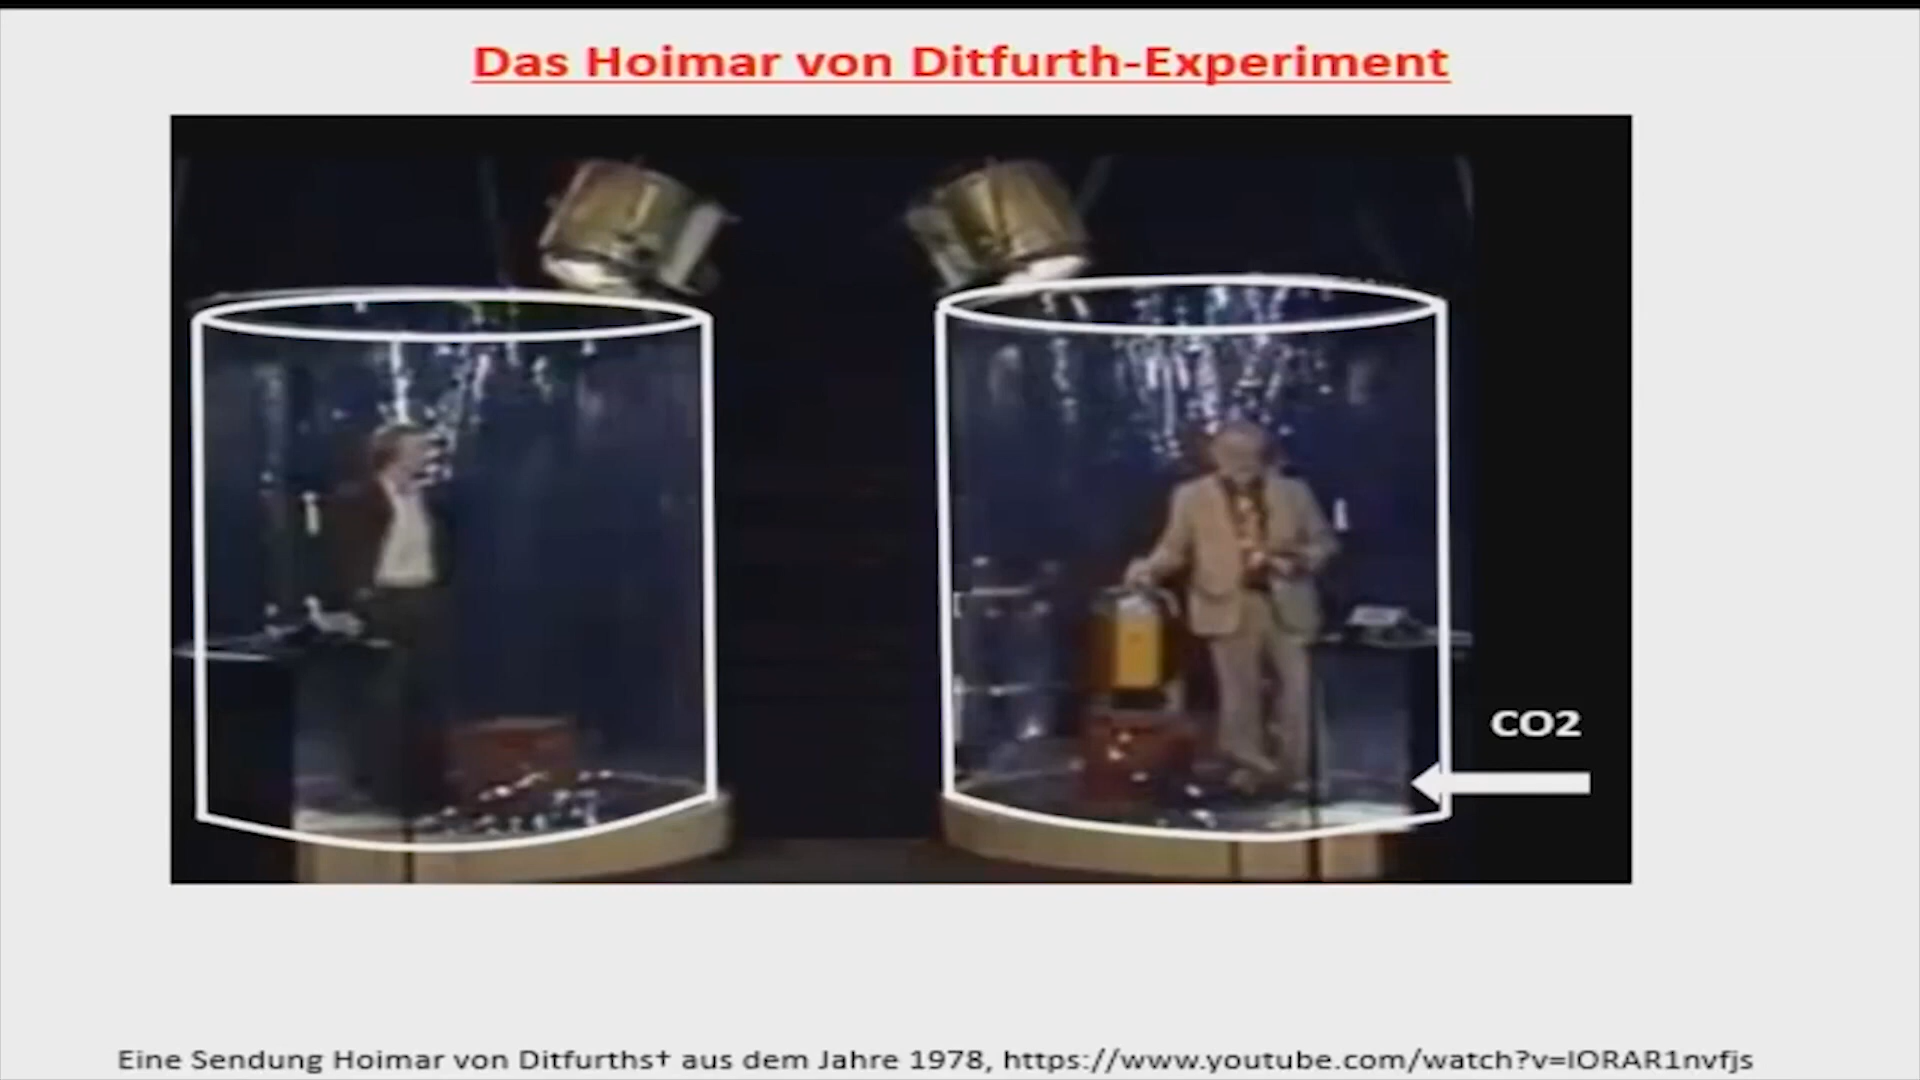 Das Hoimar von Ditfurth-Experiment
CO2
Eine Sendung Hoimar von Ditfurths† aus dem Jahre 1978, https://www.youtube.com/watch?v=IORAR1nvfjs